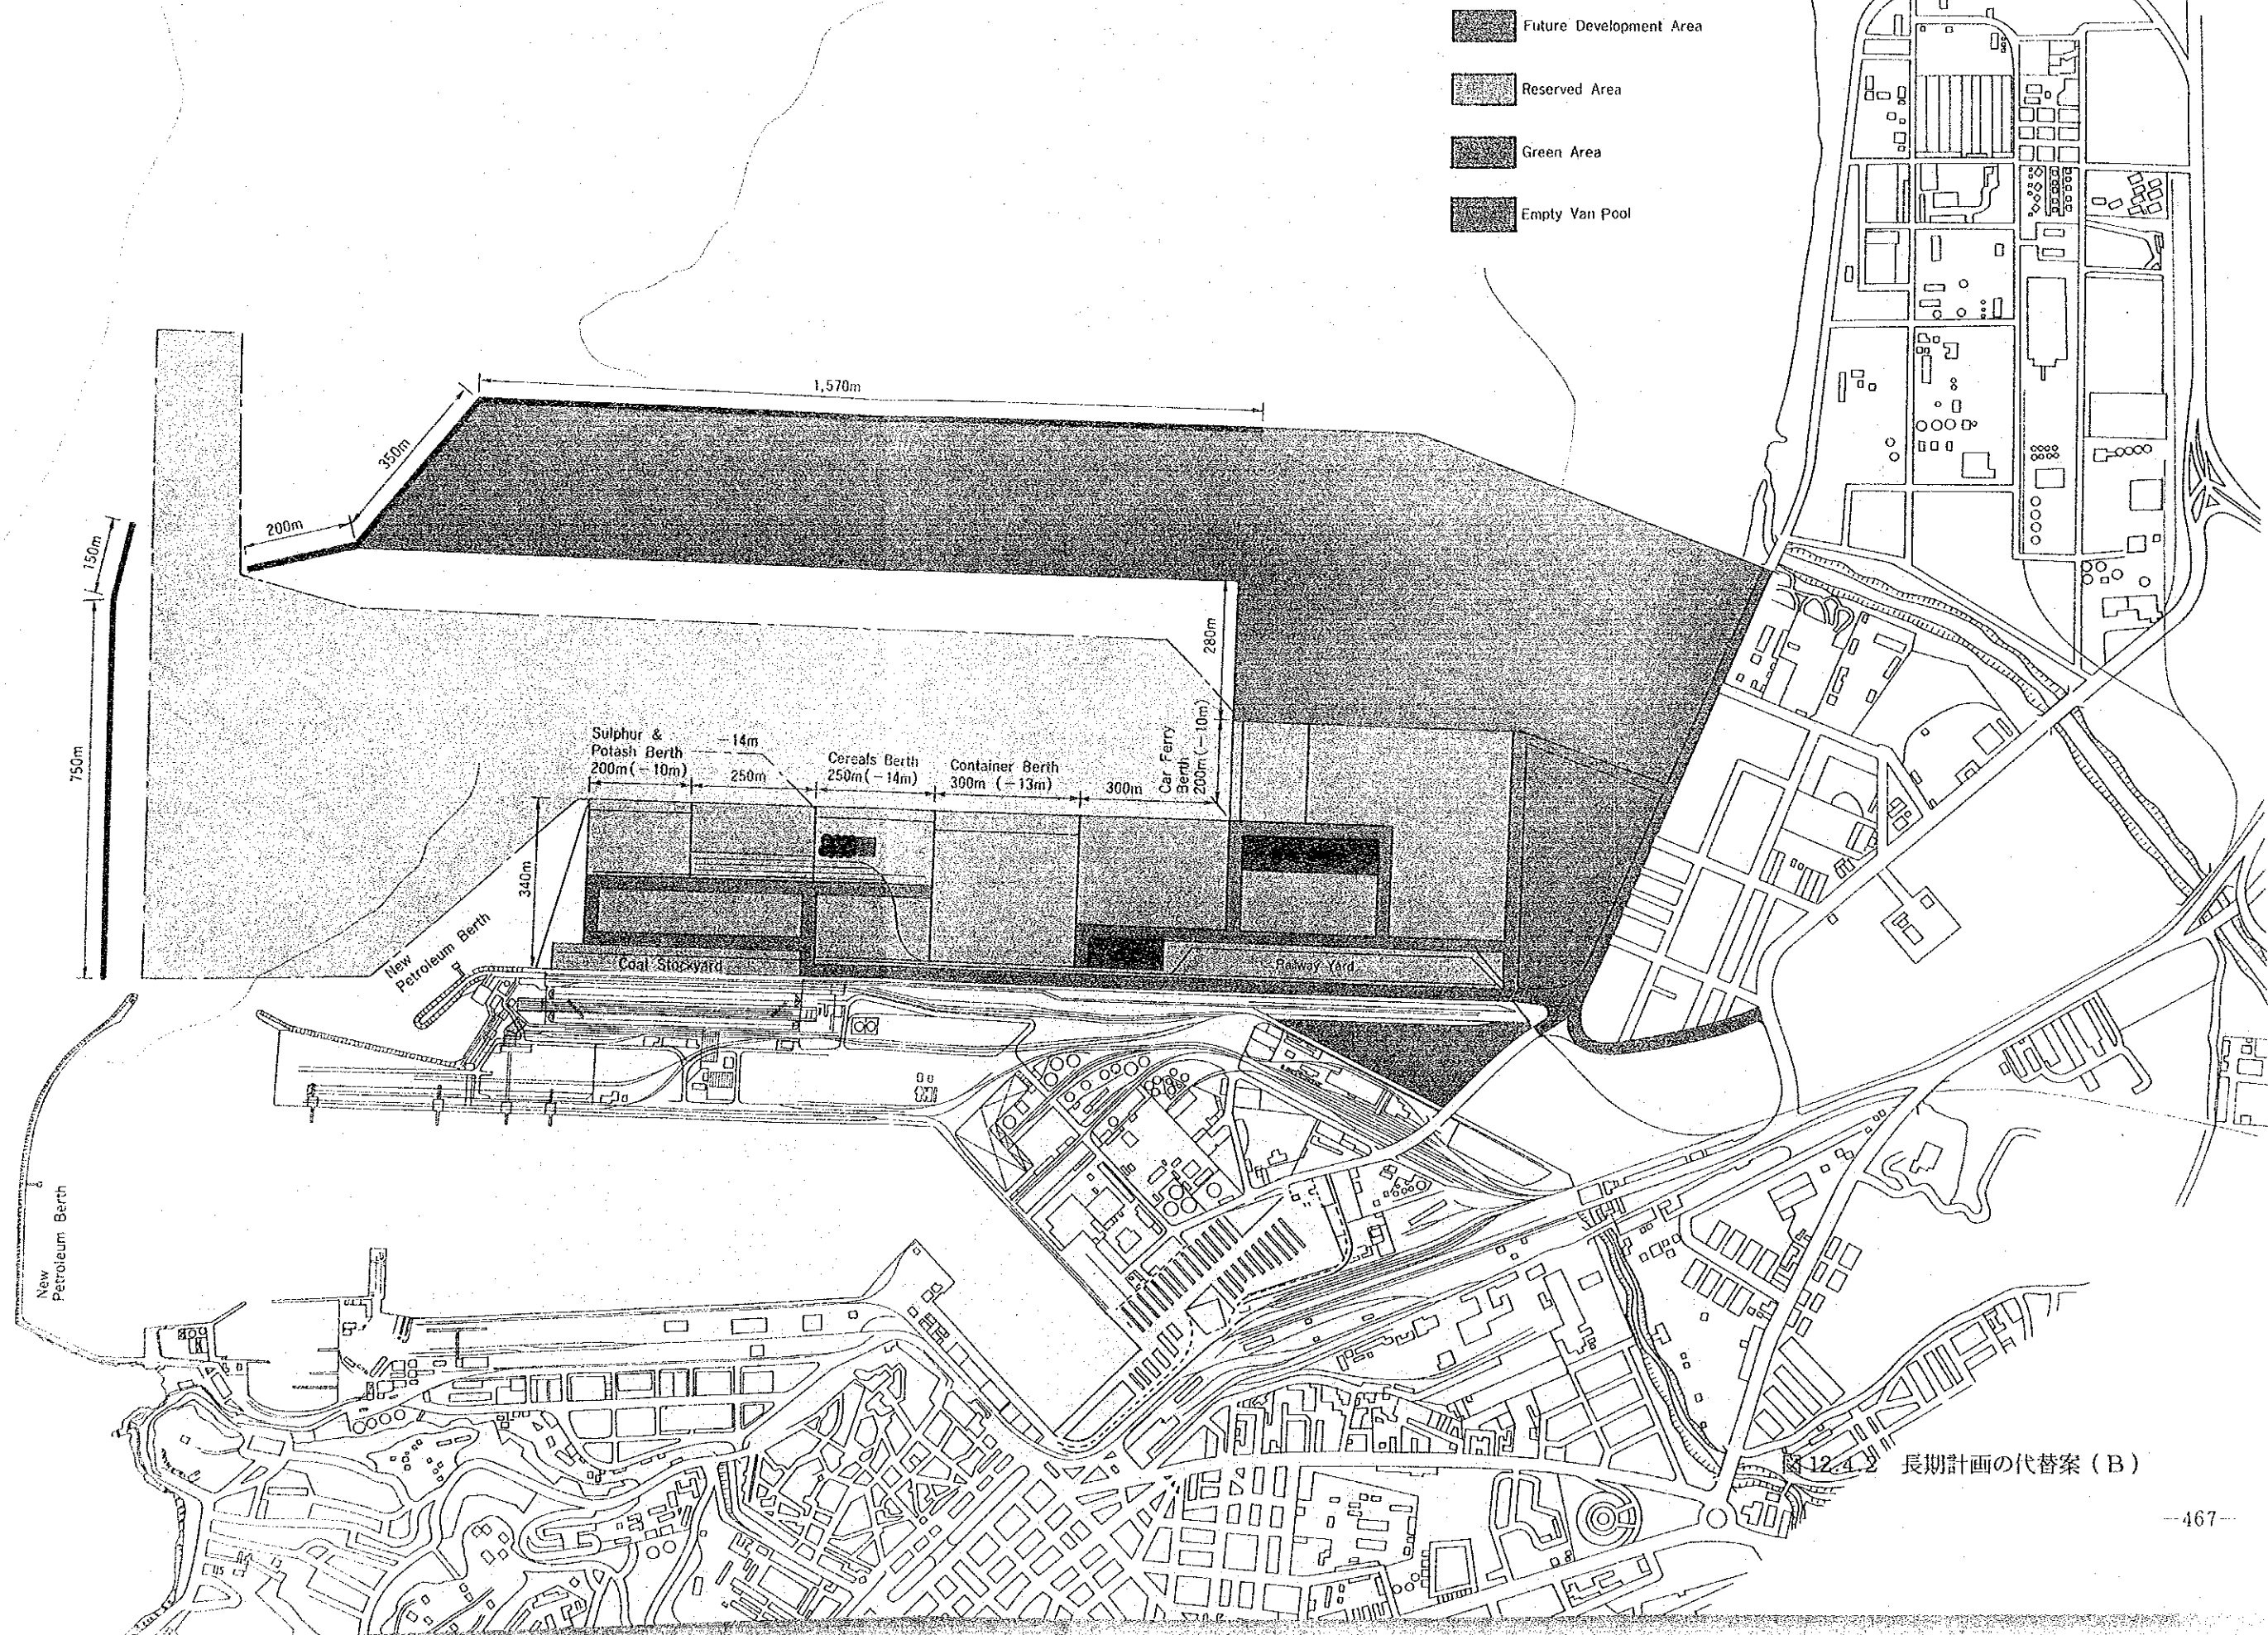 Future Development Area
Reserved Area
Green Area
Empty Van Pool
1,570m
350m
200m
150m
750m
280m
Sulphur &
Potash Berth
200m(-10m)
-14m
250m
Cereals Berth
250m(-14m)
Container Berth
300m (-13m)
300m
Car Ferry
Berth
200m(-10m)
340m
New
Petroleum Berth
Coal Stockyard
Railway Yard
New
Petroleum Berth
図12.4.2 長期計画の代替案(B)
-467-